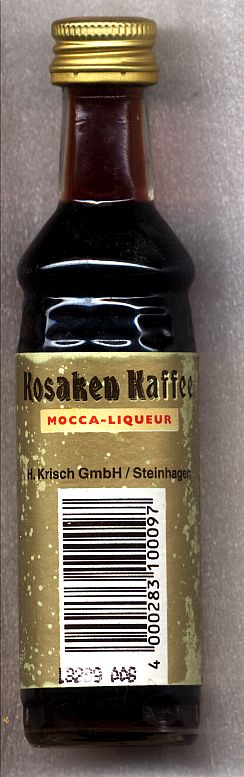 Kosaken Kaffee
MOCCA-LIQUEUR
H. Krisch GmbH / Steinhagen
4 000283 100097